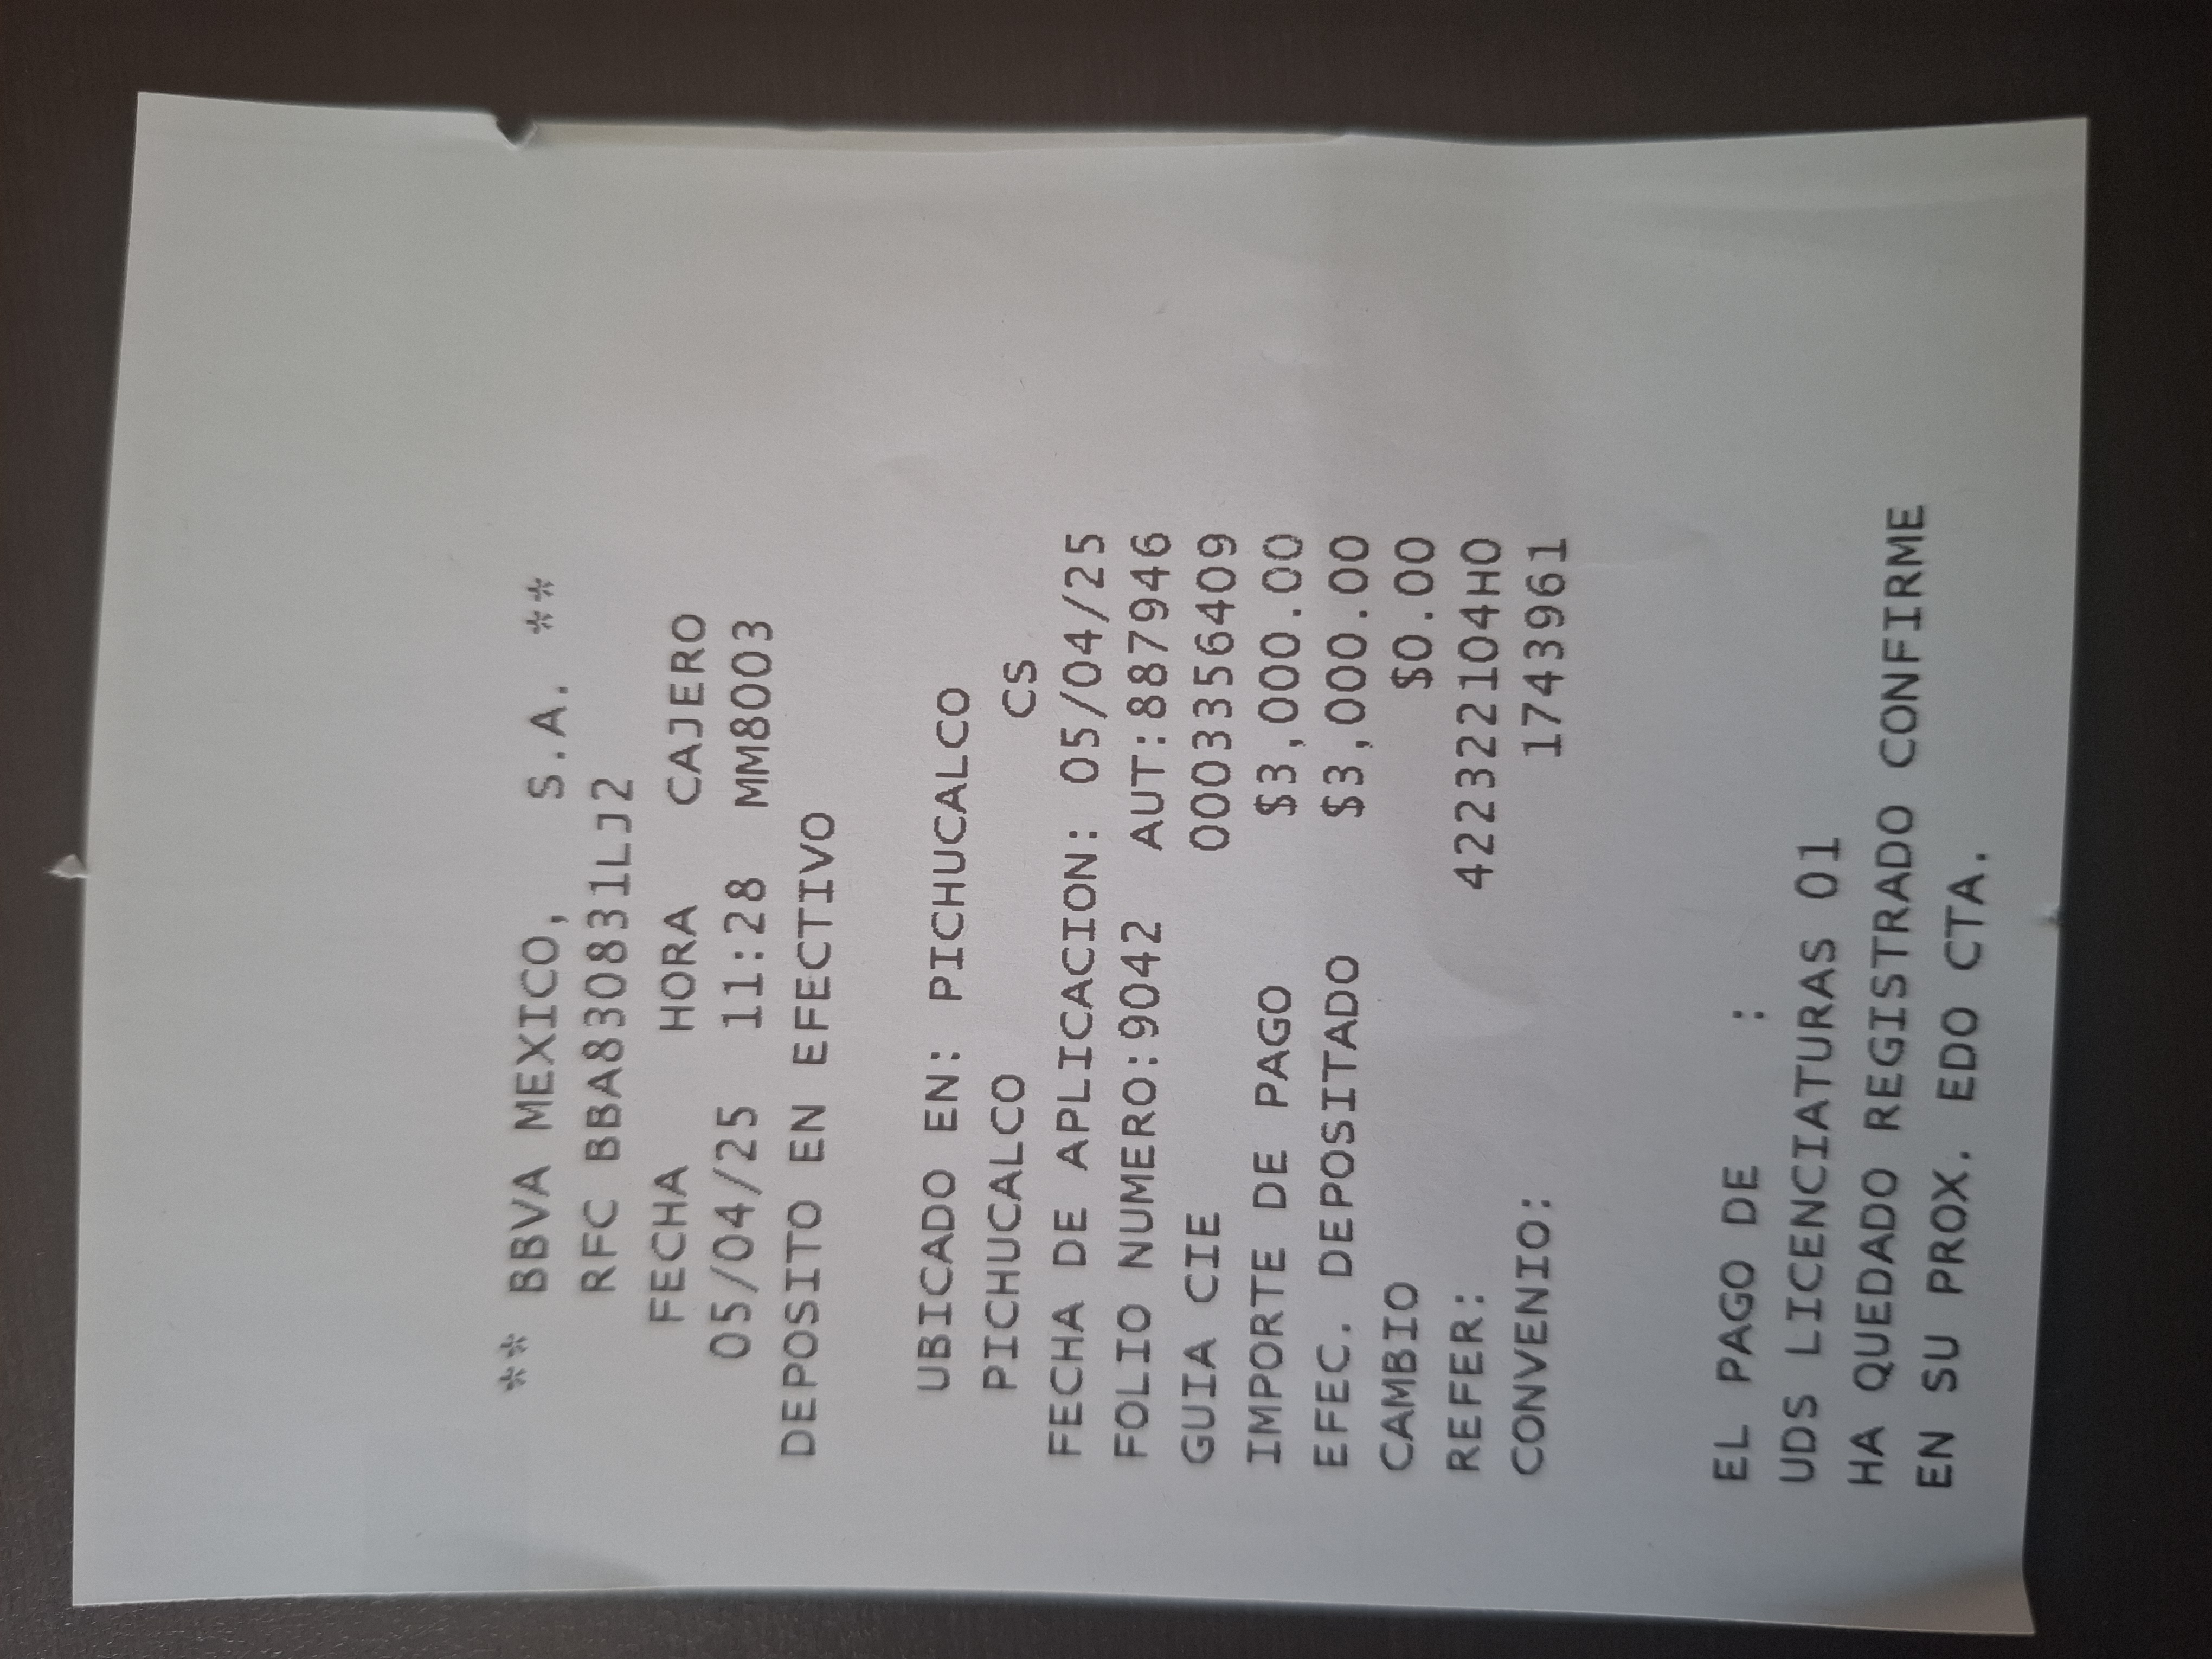 ** BBVA MEXICO, S.A. **
RFC BBA830831LJ2
FECHA HORA CAJERO
05/04/25 11:28 MM8003
DEPOSITO EN EFECTIVO
UBICADO EN: PICHUCALCO
PICHUCALCO CS
FECHA DE APLICACION: 05/04/25
FOLIO NUMERO:9042 AUT:887946
GUIA CIE 0003356409
IMPORTE DE PAGO $3,000.00
EFEC. DEPOSITADO $3,000.00
CAMBIO $0.00
REFER: 422322104H0
CONVENIO: 1743961
EL PAGO DE :
UDS LICENCIATURAS 01
HA QUEDADO REGISTRADO CONFIRME
EN SU PROX. EDO CTA.